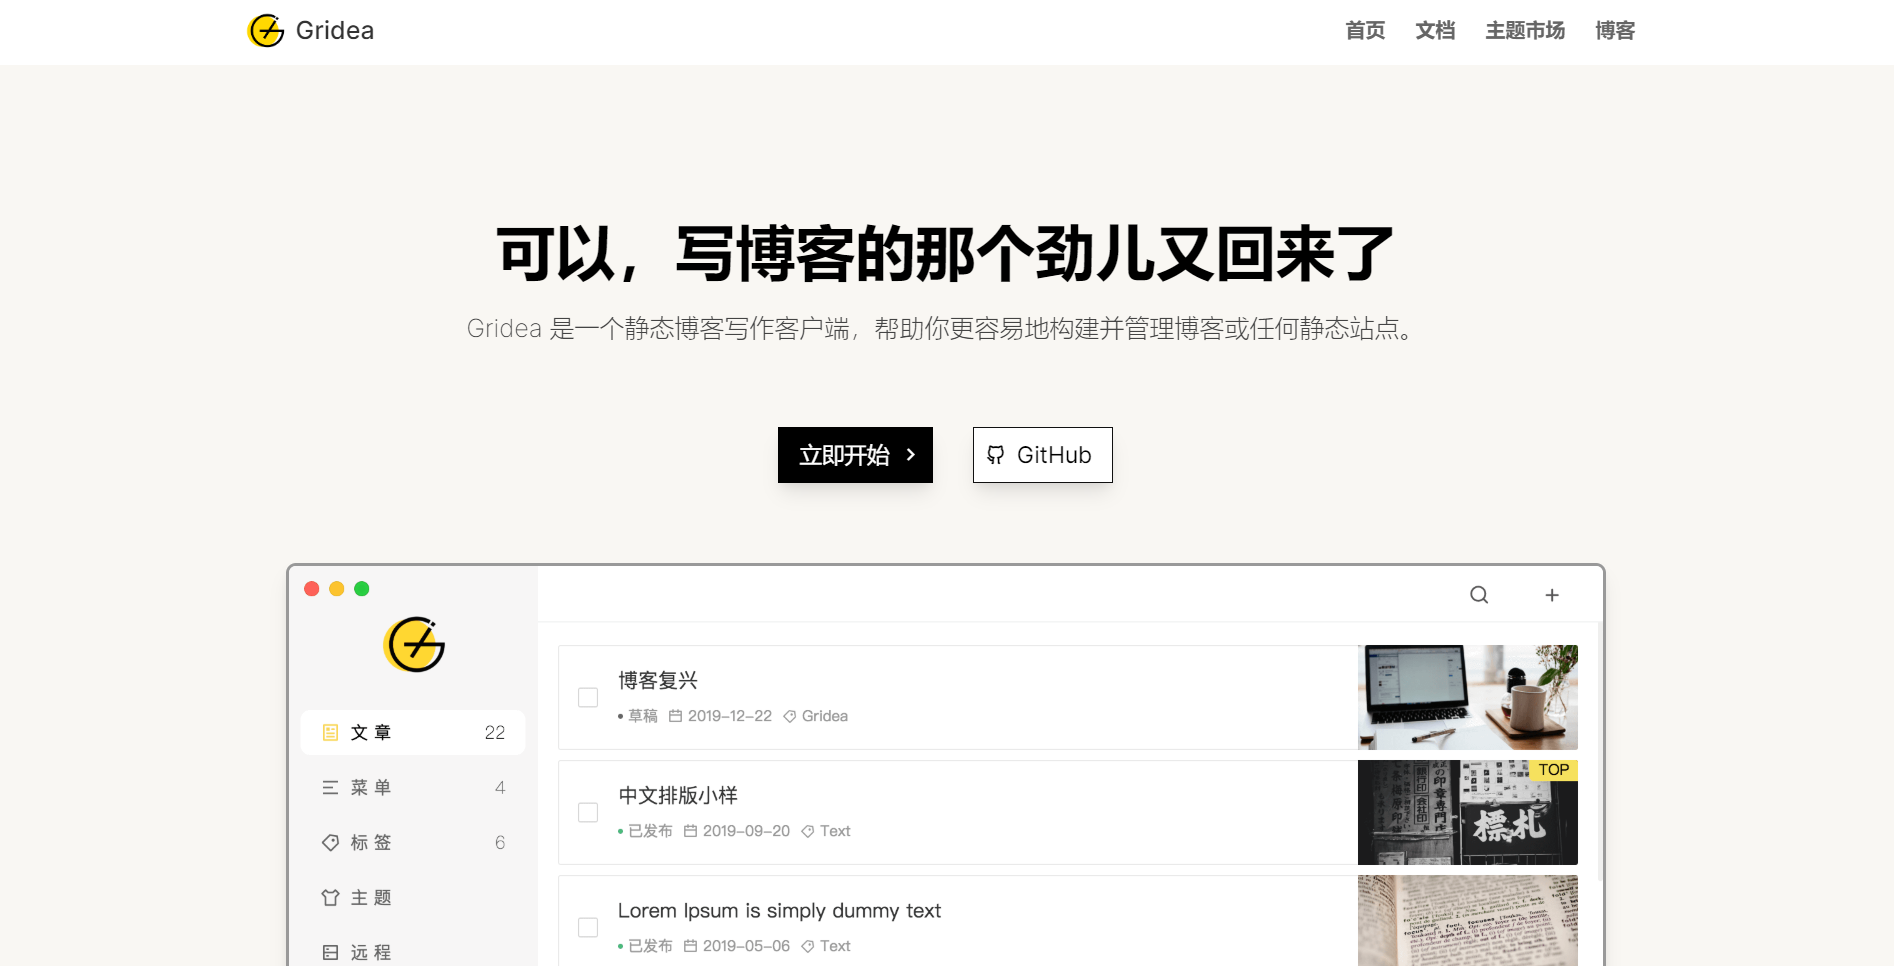 Gridea
首页 文档 主题市场 博客
可以，写博客的那个劲儿又回来了
Gridea 是一个静态博客写作客户端，帮助你更容易地构建并管理博客或任何静态站点。
立即开始
GitHub
文章 22
菜单 4
标签 6
主题
远程
博客复兴
草稿 2019-12-22 Gridea
中文排版小样
已发布 2019-09-20 Text
TOP
標札
Lorem Ipsum is simply dummy text
已发布 2019-05-06 Text